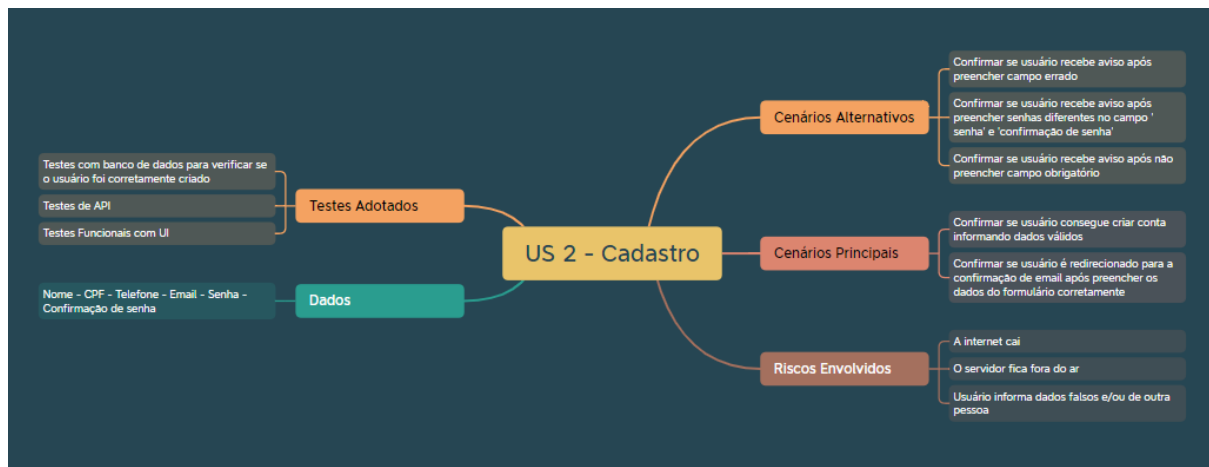 US 2 - Cadastro
Cenários Alternativos
Confirmar se usuário recebe aviso após
preencher campo errado
Confirmar se usuário recebe aviso após
preencher senhas diferentes no campo '
senha' e 'confirmação de senha'
Confirmar se usuário recebe aviso após não
preencher campo obrigatório
Cenários Principais
Confirmar se usuário consegue criar conta
informando dados válidos
Confirmar se usuário é redirecionado para a
confirmação de email após preencher os
dados do formulário corretamente
Riscos Envolvidos
A internet cai
O servidor fica fora do ar
Usuário informa dados falsos e/ou de outra
pessoa
Testes Adotados
Testes com banco de dados para verificar se
o usuário foi corretamente criado
Testes de API
Testes Funcionais com UI
Dados
Nome - CPF - Telefone - Email - Senha -
Confirmação de senha